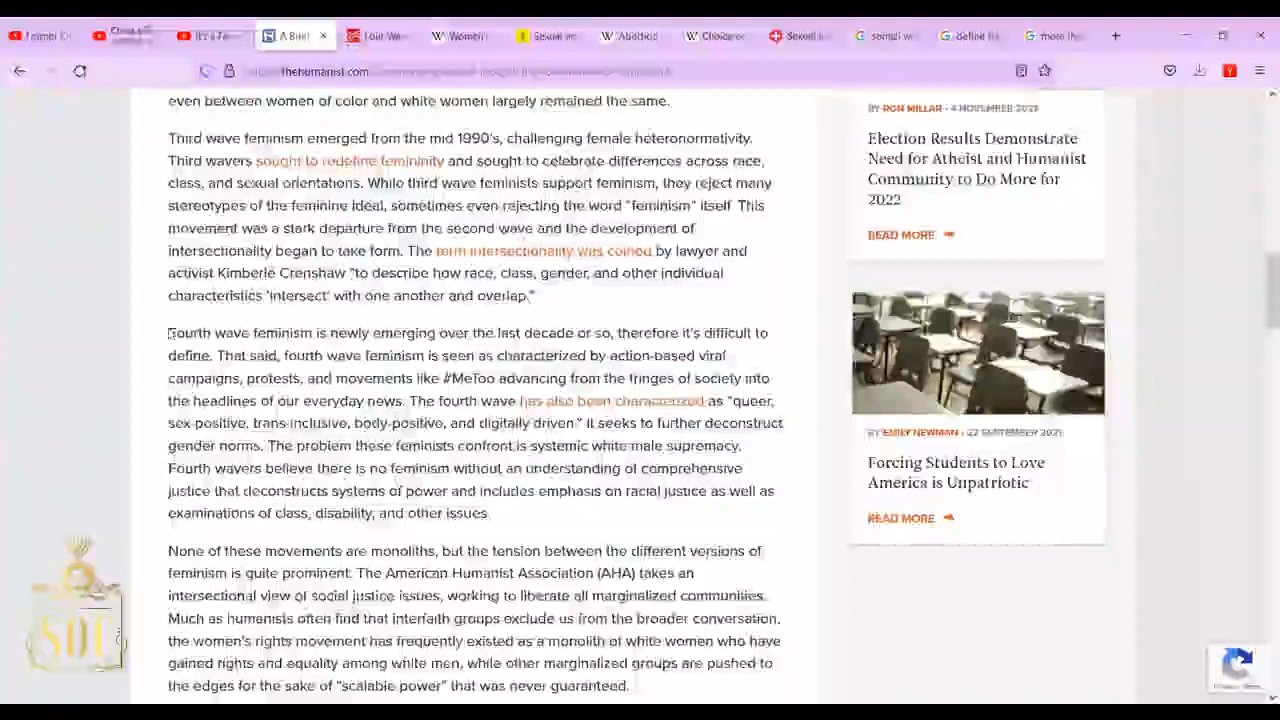 A Brief
Women
Sexual
define
more
thehumanist.com
even between women of color and white women largely remained the same.
Third wave feminism emerged from the mid 1990's, challenging female heteronormativity.
Third wavers sought to redefine femininity and sought to celebrate differences across race,
class, and sexual orientations. While third wave feminists support feminism, they reject many
stereotypes of the feminine ideal, sometimes even rejecting the word "feminism" itself. This
movement was a stark departure from the second wave and the development of
intersectionality began to take form. The term intersectionality was coined by lawyer and
activist Kimberle Crenshaw "to describe how race, class, gender, and other individual
characteristics 'intersect' with one another and overlap."
Fourth wave feminism is newly emerging over the last decade or so, therefore it's difficult to
define. That said, fourth wave feminism is seen as characterized by action-based viral
campaigns, protests, and movements like #MeToo advancing from the fringes of society into
the headlines of our everyday news. The fourth wave has also been characterized as "queer,
sex-positive, trans-inclusive, body-positive, and digitally driven." It seeks to further deconstruct
gender norms. The problem these feminists confront is systemic white male supremacy.
Fourth wavers believe there is no feminism without an understanding of comprehensive
justice that deconstructs systems of power and includes emphasis on racial justice as well as
examinations of class, disability, and other issues.
None of these movements are monoliths, but the tension between the different versions of
feminism is quite prominent. The American Humanist Association (AHA) takes an
intersectional view of social justice issues, working to liberate all marginalized communities.
Much as humanists often find that interfaith groups exclude us from the broader conversation,
the women's rights movement has frequently existed as a monolith of white women who have
gained rights and equality among white men, while other marginalized groups are pushed to
the edges for the sake of "scalable power" that was never guaranteed.
BY RON MILLAR • 4 NOVEMBER 2021
Election Results Demonstrate
Need for Atheist and Humanist
Community to Do More for
2022
READ MORE
BY EMILY NEWMAN • 22 SEPTEMBER 2021
Forcing Students to Love
America is Unpatriotic
READ MORE